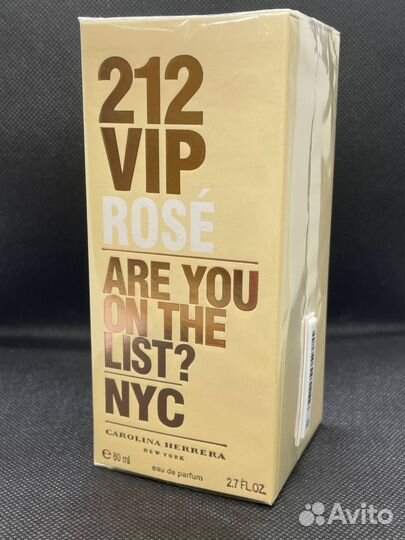 212
VIP
ROSÉ
ARE YOU
ON THE
LIST?
NYC
CAROLINA HERRERA
NEW YORK
℮ 80 ml
eau de parfum
2.7 FL.OZ.
Avito